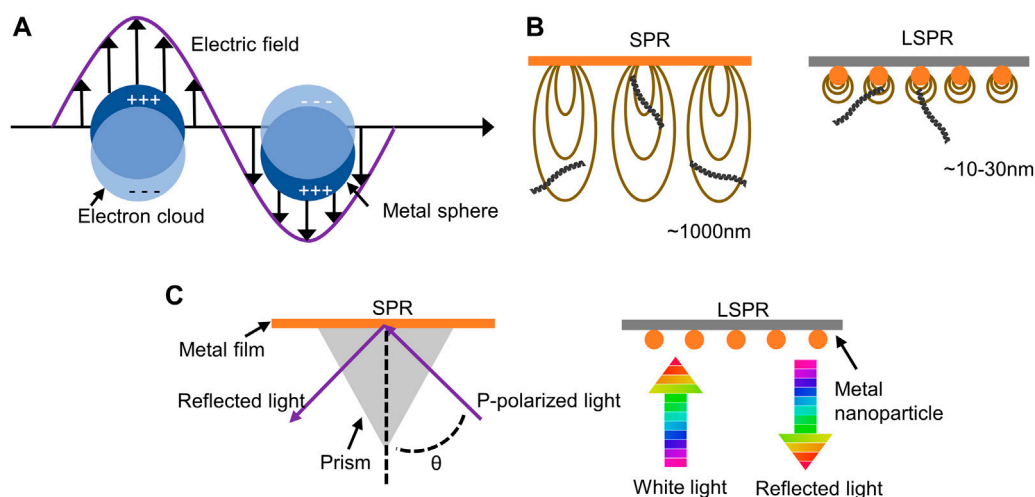 A
Electric field
+++
- - -
- - -
+++
Electron cloud
Metal sphere
B
SPR
LSPR
~1000nm
~10-30nm
C
SPR
Metal film
Reflected light
P-polarized light
Prism
θ
LSPR
Metal
nanoparticle
White light
Reflected light